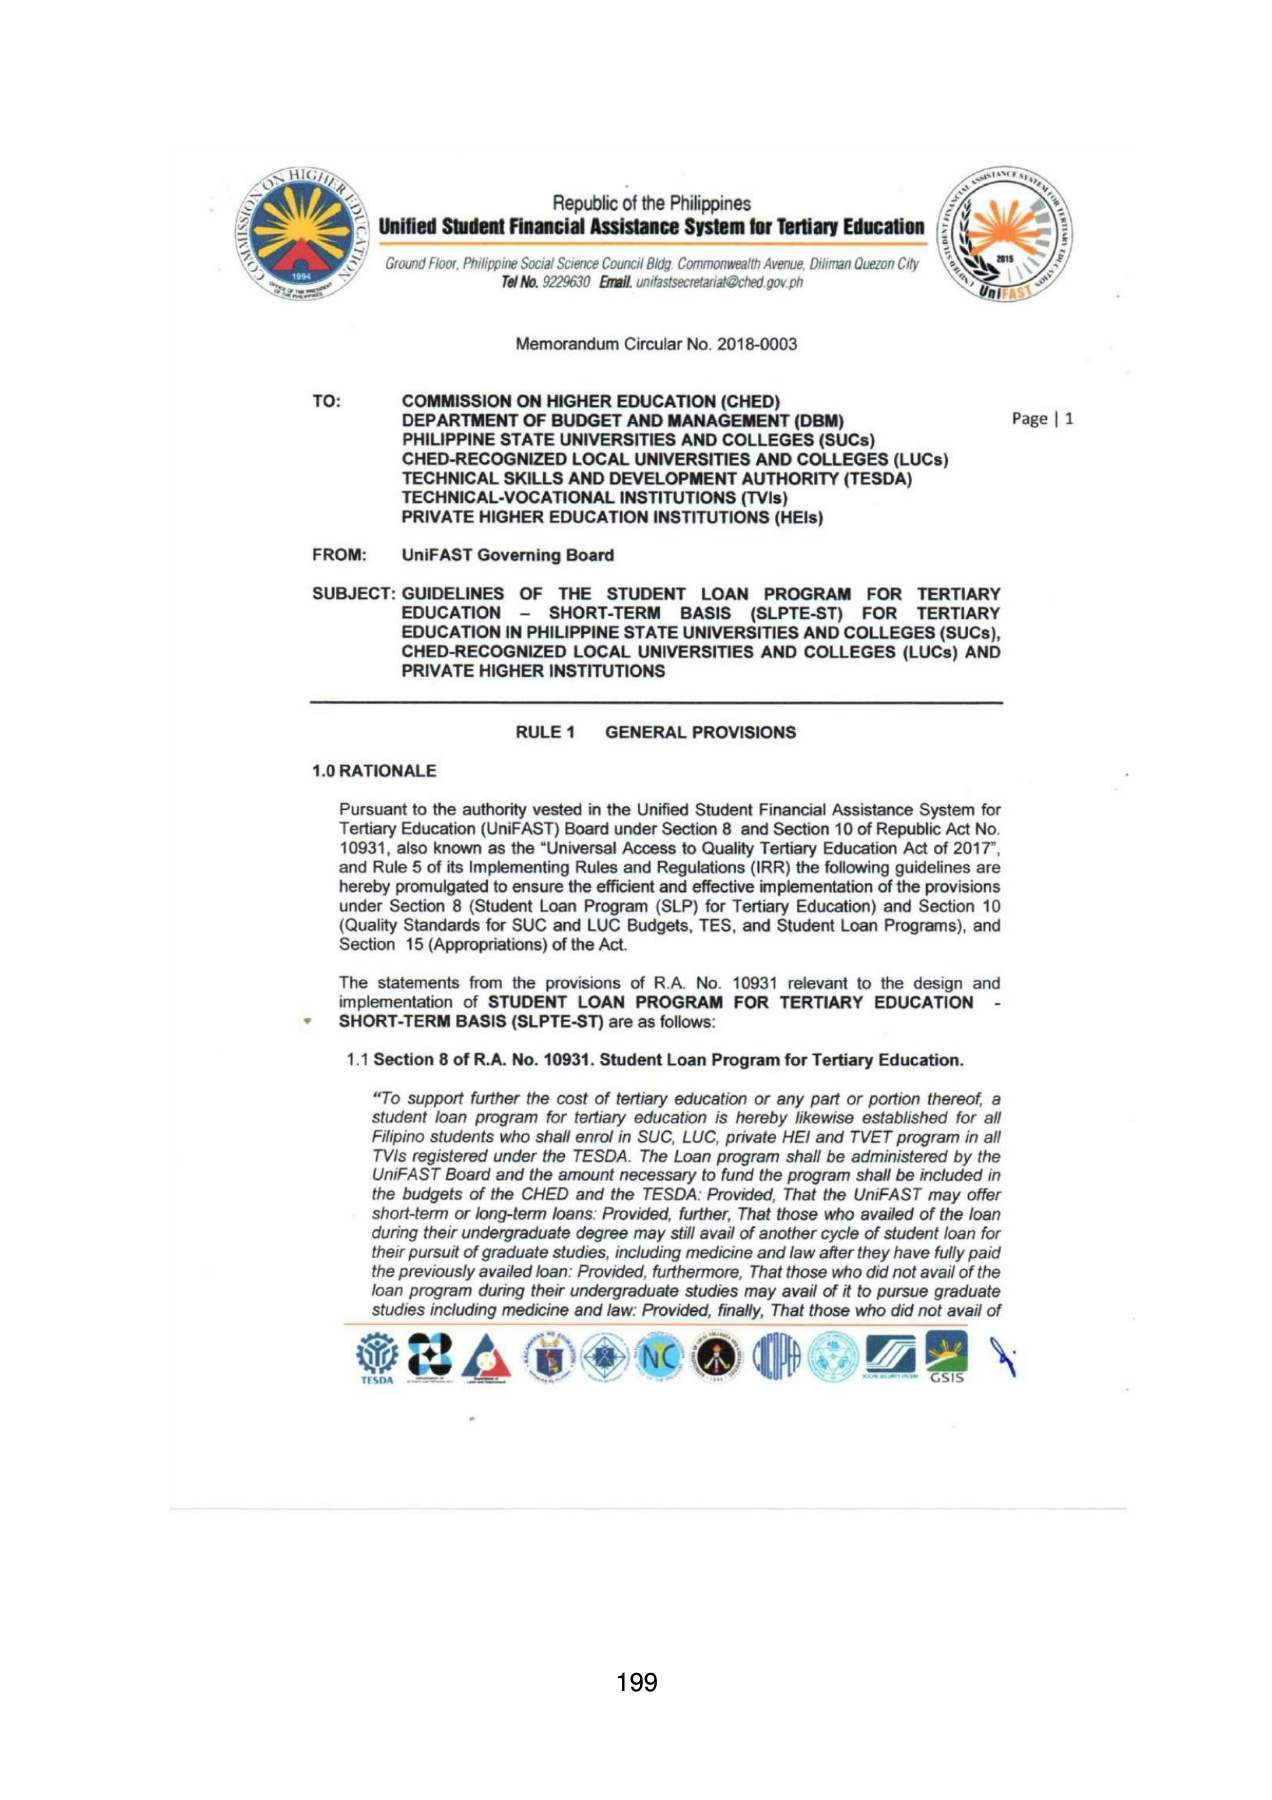 COMMISSION ON HIGHER EDUCATION
1994
OFFICE OF THE PRESIDENT
OF THE PHILIPPINES
Republic of the Philippines
Unified Student Financial Assistance System for Tertiary Education
Ground Floor, Philippine Social Science Council Bldg. Commonwealth Avenue, Diliman Quezon City
Tel No. 9229630 Email. unifastsecretariat@ched.gov.ph
UNIFIED STUDENT FINANCIAL ASSISTANCE SYSTEM FOR TERTIARY EDUCATION
2015
UniFAST
Memorandum Circular No. 2018-0003
TO: COMMISSION ON HIGHER EDUCATION (CHED)
DEPARTMENT OF BUDGET AND MANAGEMENT (DBM)
Page | 1
PHILIPPINE STATE UNIVERSITIES AND COLLEGES (SUCs)
CHED-RECOGNIZED LOCAL UNIVERSITIES AND COLLEGES (LUCs)
TECHNICAL SKILLS AND DEVELOPMENT AUTHORITY (TESDA)
TECHNICAL-VOCATIONAL INSTITUTIONS (TVIs)
PRIVATE HIGHER EDUCATION INSTITUTIONS (HEIs)
FROM: UniFAST Governing Board
SUBJECT: GUIDELINES OF THE STUDENT LOAN PROGRAM FOR TERTIARY
EDUCATION – SHORT-TERM BASIS (SLPTE-ST) FOR TERTIARY
EDUCATION IN PHILIPPINE STATE UNIVERSITIES AND COLLEGES (SUCs),
CHED-RECOGNIZED LOCAL UNIVERSITIES AND COLLEGES (LUCs) AND
PRIVATE HIGHER INSTITUTIONS
RULE 1 GENERAL PROVISIONS
1.0 RATIONALE
Pursuant to the authority vested in the Unified Student Financial Assistance System for
Tertiary Education (UniFAST) Board under Section 8 and Section 10 of Republic Act No.
10931, also known as the “Universal Access to Quality Tertiary Education Act of 2017”,
and Rule 5 of its Implementing Rules and Regulations (IRR) the following guidelines are
hereby promulgated to ensure the efficient and effective implementation of the provisions
under Section 8 (Student Loan Program (SLP) for Tertiary Education) and Section 10
(Quality Standards for SUC and LUC Budgets, TES, and Student Loan Programs), and
Section 15 (Appropriations) of the Act.
The statements from the provisions of R.A. No. 10931 relevant to the design and
implementation of STUDENT LOAN PROGRAM FOR TERTIARY EDUCATION -
SHORT-TERM BASIS (SLPTE-ST) are as follows:
1.1 Section 8 of R.A. No. 10931. Student Loan Program for Tertiary Education.
“To support further the cost of tertiary education or any part or portion thereof, a
student loan program for tertiary education is hereby likewise established for all
Filipino students who shall enrol in SUC, LUC, private HEI and TVET program in all
TVIs registered under the TESDA. The Loan program shall be administered by the
UniFAST Board and the amount necessary to fund the program shall be included in
the budgets of the CHED and the TESDA: Provided, That the UniFAST may offer
short-term or long-term loans: Provided, further, That those who availed of the loan
during their undergraduate degree may still avail of another cycle of student loan for
their pursuit of graduate studies, including medicine and law after they have fully paid
the previously availed loan: Provided, furthermore, That those who did not avail of the
loan program during their undergraduate studies may avail of it to pursue graduate
studies including medicine and law: Provided, finally, That those who did not avail of
TESDA
NYC
COCOPEA
SOCIAL SECURITY SYSTEM
GSIS
199